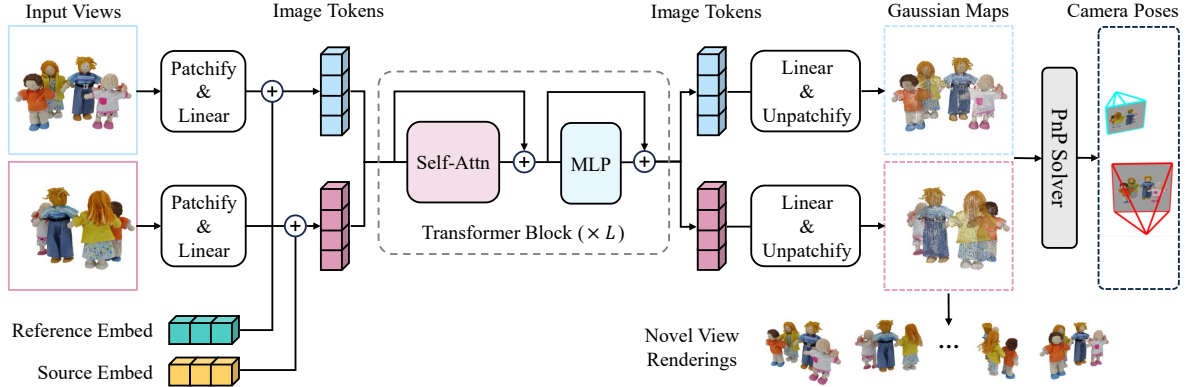 Input Views
Image Tokens
Image Tokens
Gaussian Maps
Camera Poses
Patchify
&
Linear
Linear
&
Unpatchify
Self-Attn
MLP
PnP Solver
Patchify
&
Linear
Transformer Block (× L)
Linear
&
Unpatchify
Reference Embed
Source Embed
Novel View
Renderings